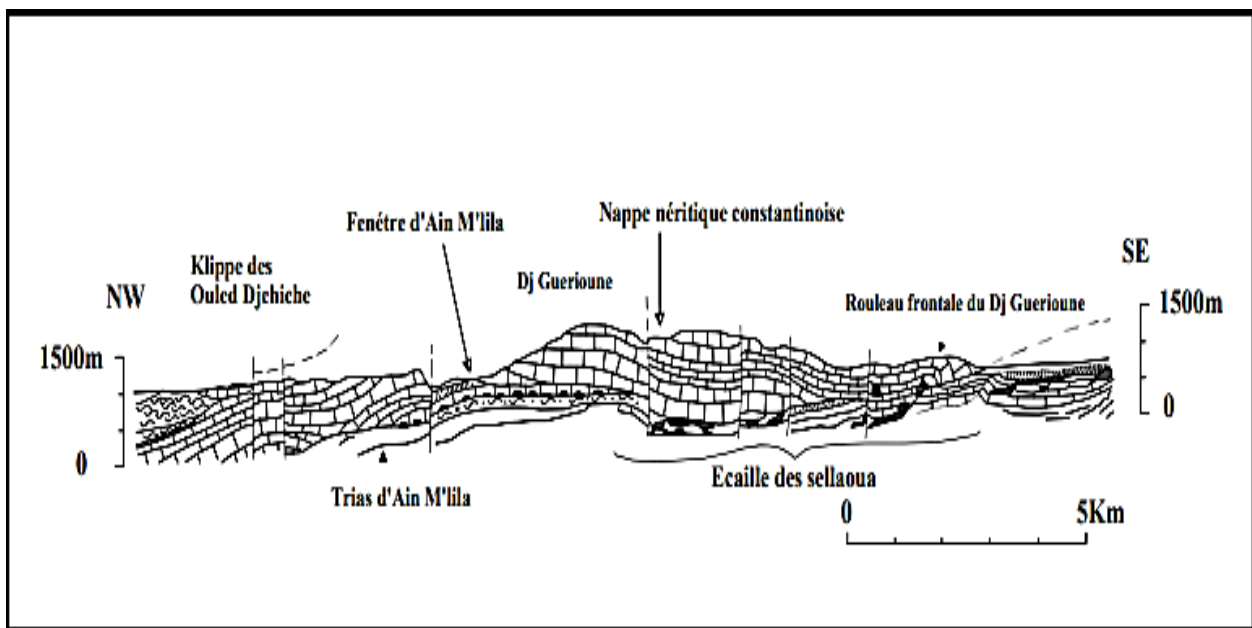 Nappe néritique constantinoise
Fenétre d'Ain M'lila
SE
Klippe des
Ouled Djehiche
Dj Guerioune
NW
Rouleau frontale du Dj Guerioune
1500m
1500m
0
0
Ecaille des sellaoua
Trias d'Ain M'lila
0
5Km